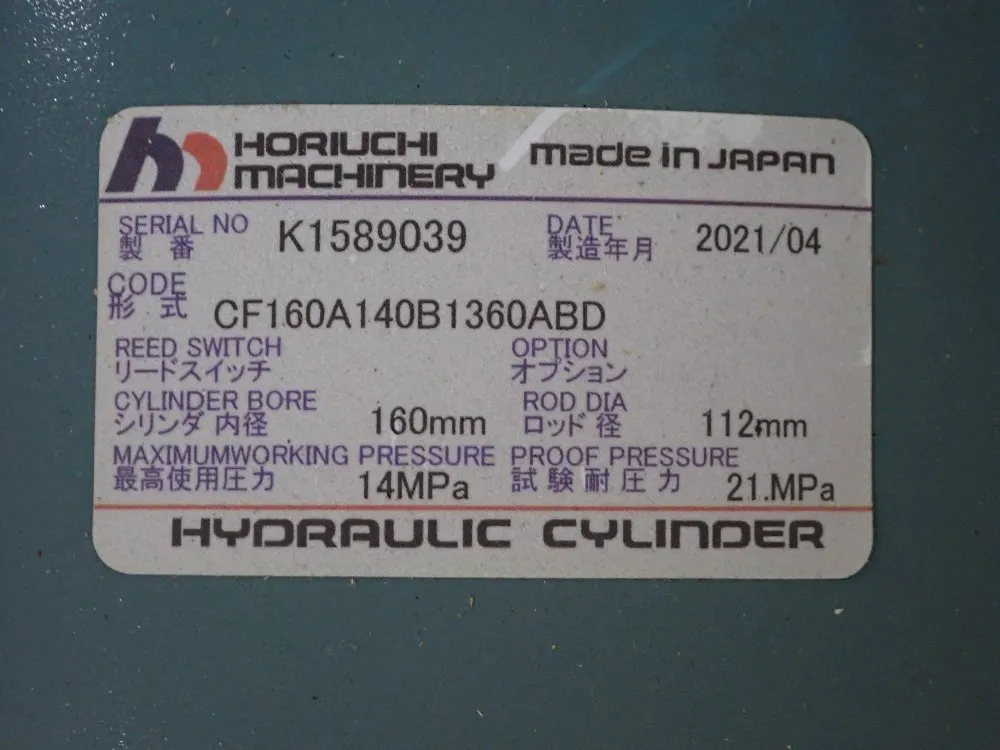 HORIUCHI MACHINERY made in JAPAN
SERIAL NO K1589039 DATE 2021/04
製 番 製造年月
CODE
形 式 CF160A140B1360ABD
REED SWITCH OPTION
リードスイッチ オプション
CYLINDER BORE 160mm ROD DIA 112mm
シリンダ 内径 ロッド 径
MAXIMUMWORKING PRESSURE PROOF PRESSURE
最高使用圧力 14MPa 試験耐圧力 21.MPa
HYDRAULIC CYLINDER